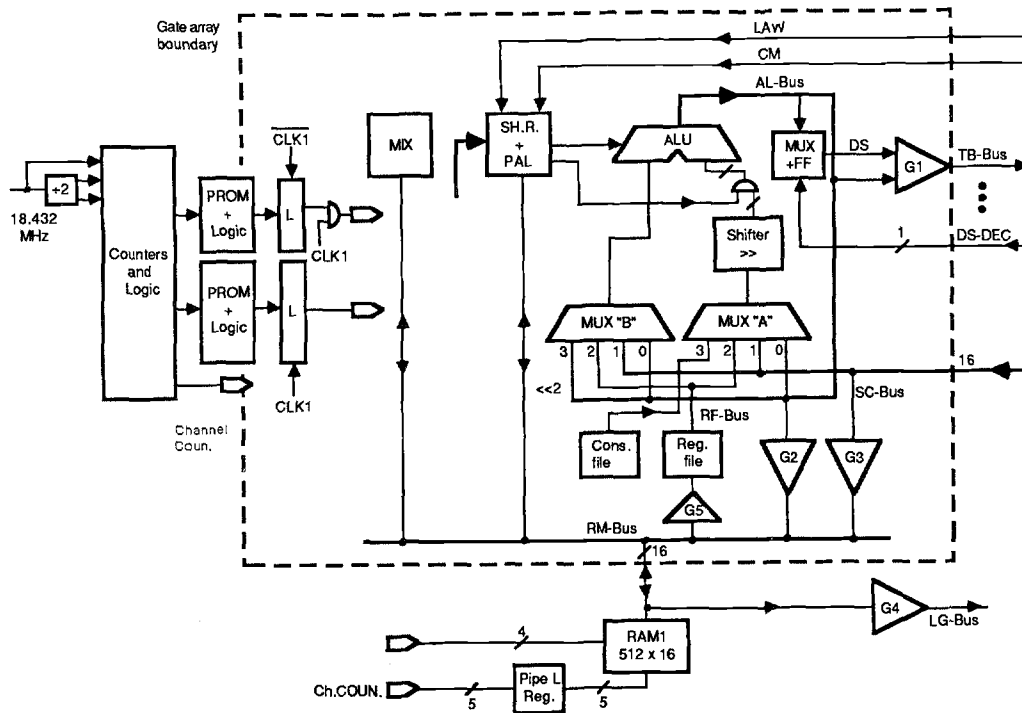 Gate array
boundary
LAW
CM
AL-Bus
CLK1
MIX
SH.R.
+
PAL
ALU
MUX
+FF
DS
G1
TB-Bus
÷2
18.432
MHz
PROM
+
Logic
L
CLK1
Counters
and
Logic
Shifter
>>
1
DS-DEC
PROM
+
Logic
L
MUX "B"
MUX "A"
3 2 1 0
3 2 1 0
16
CLK1
<<2
SC-Bus
Channel
Coun.
RF-Bus
Cons.
file
Reg.
file
G2
G3
G5
RM-Bus
16
G4
LG-Bus
4
RAM1
512 x 16
Ch.COUN.
5
Pipe L
Reg.
5